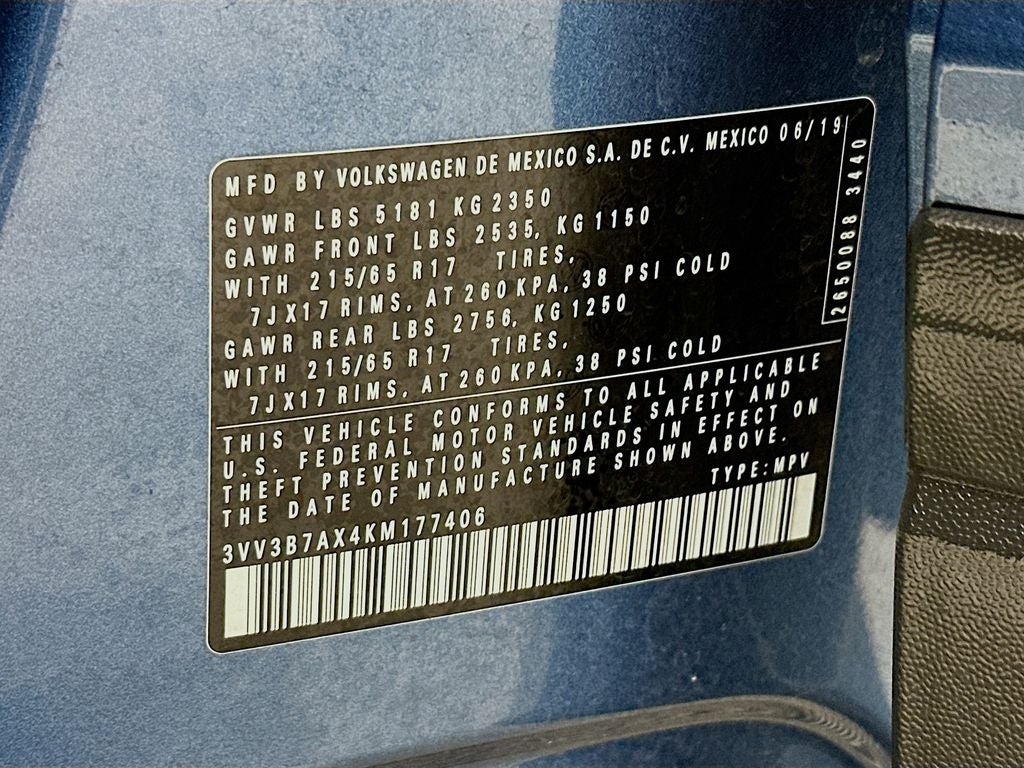 MFD BY VOLKSWAGEN DE MEXICO S.A. DE C.V. MEXICO 06/19
GVWR LBS 5181 KG 2350
GAWR FRONT LBS 2535, KG 1150
WITH 215/65 R17 TIRES,
7JX17 RIMS, AT 260 KPA, 38 PSI COLD
GAWR REAR LBS 2756, KG 1250
WITH 215/65 R17 TIRES,
7JX17 RIMS, AT 260 KPA, 38 PSI COLD
2650088 3440
THIS VEHICLE CONFORMS TO ALL APPLICABLE
U.S. FEDERAL MOTOR VEHICLE SAFETY AND
THEFT PREVENTION STANDARDS IN EFFECT ON
THE DATE OF MANUFACTURE SHOWN ABOVE.
TYPE: MPV
3VV3B7AX4KM177406